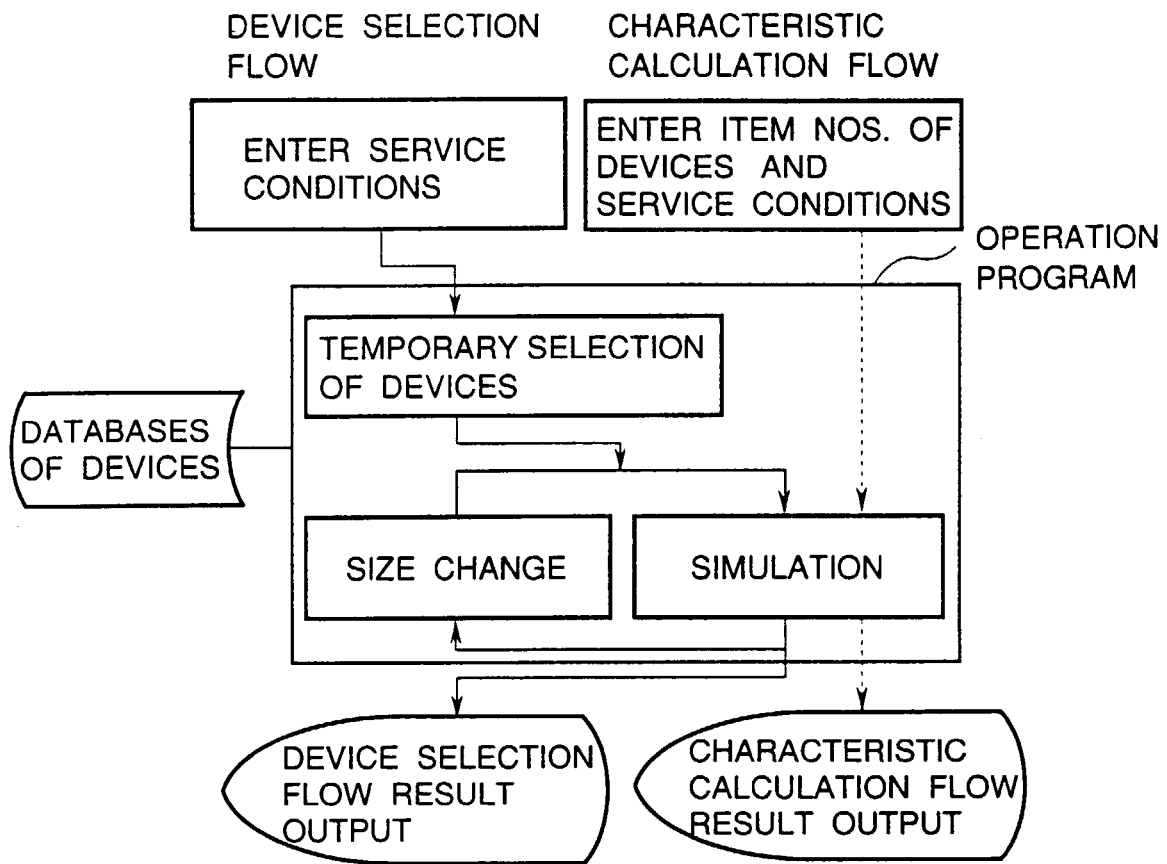 DEVICE SELECTION
FLOW
CHARACTERISTIC
CALCULATION FLOW
ENTER SERVICE
CONDITIONS
ENTER ITEM NOS. OF
DEVICES AND
SERVICE CONDITIONS
OPERATION
PROGRAM
TEMPORARY SELECTION
OF DEVICES
DATABASES
OF DEVICES
SIZE CHANGE
SIMULATION
DEVICE SELECTION
FLOW RESULT
OUTPUT
CHARACTERISTIC
CALCULATION FLOW
RESULT OUTPUT